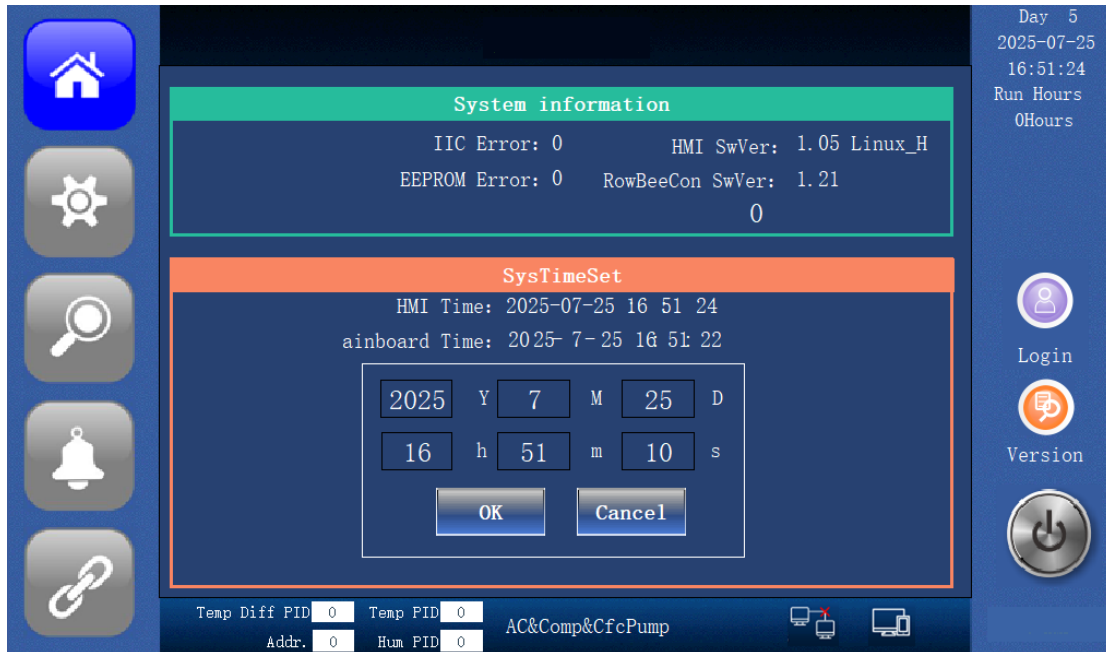 Day 5
2025-07-25
16:51:24
Run Hours
0Hours
System information
IIC Error: 0 HMI SwVer: 1.05 Linux_H
EEPROM Error: 0 RowBeeCon SwVer: 1.21
0
SysTimeSet
HMI Time: 2025-07-25 16 51 24
ainboard Time: 2025- 7-25 16: 51: 22
2025 Y 7 M 25 D
16 h 51 m 10 s
OK Cancel
Login
Version
Temp Diff PID 0 Temp PID 0
Addr. 0 Hum PID 0
AC&Comp&CfcPump